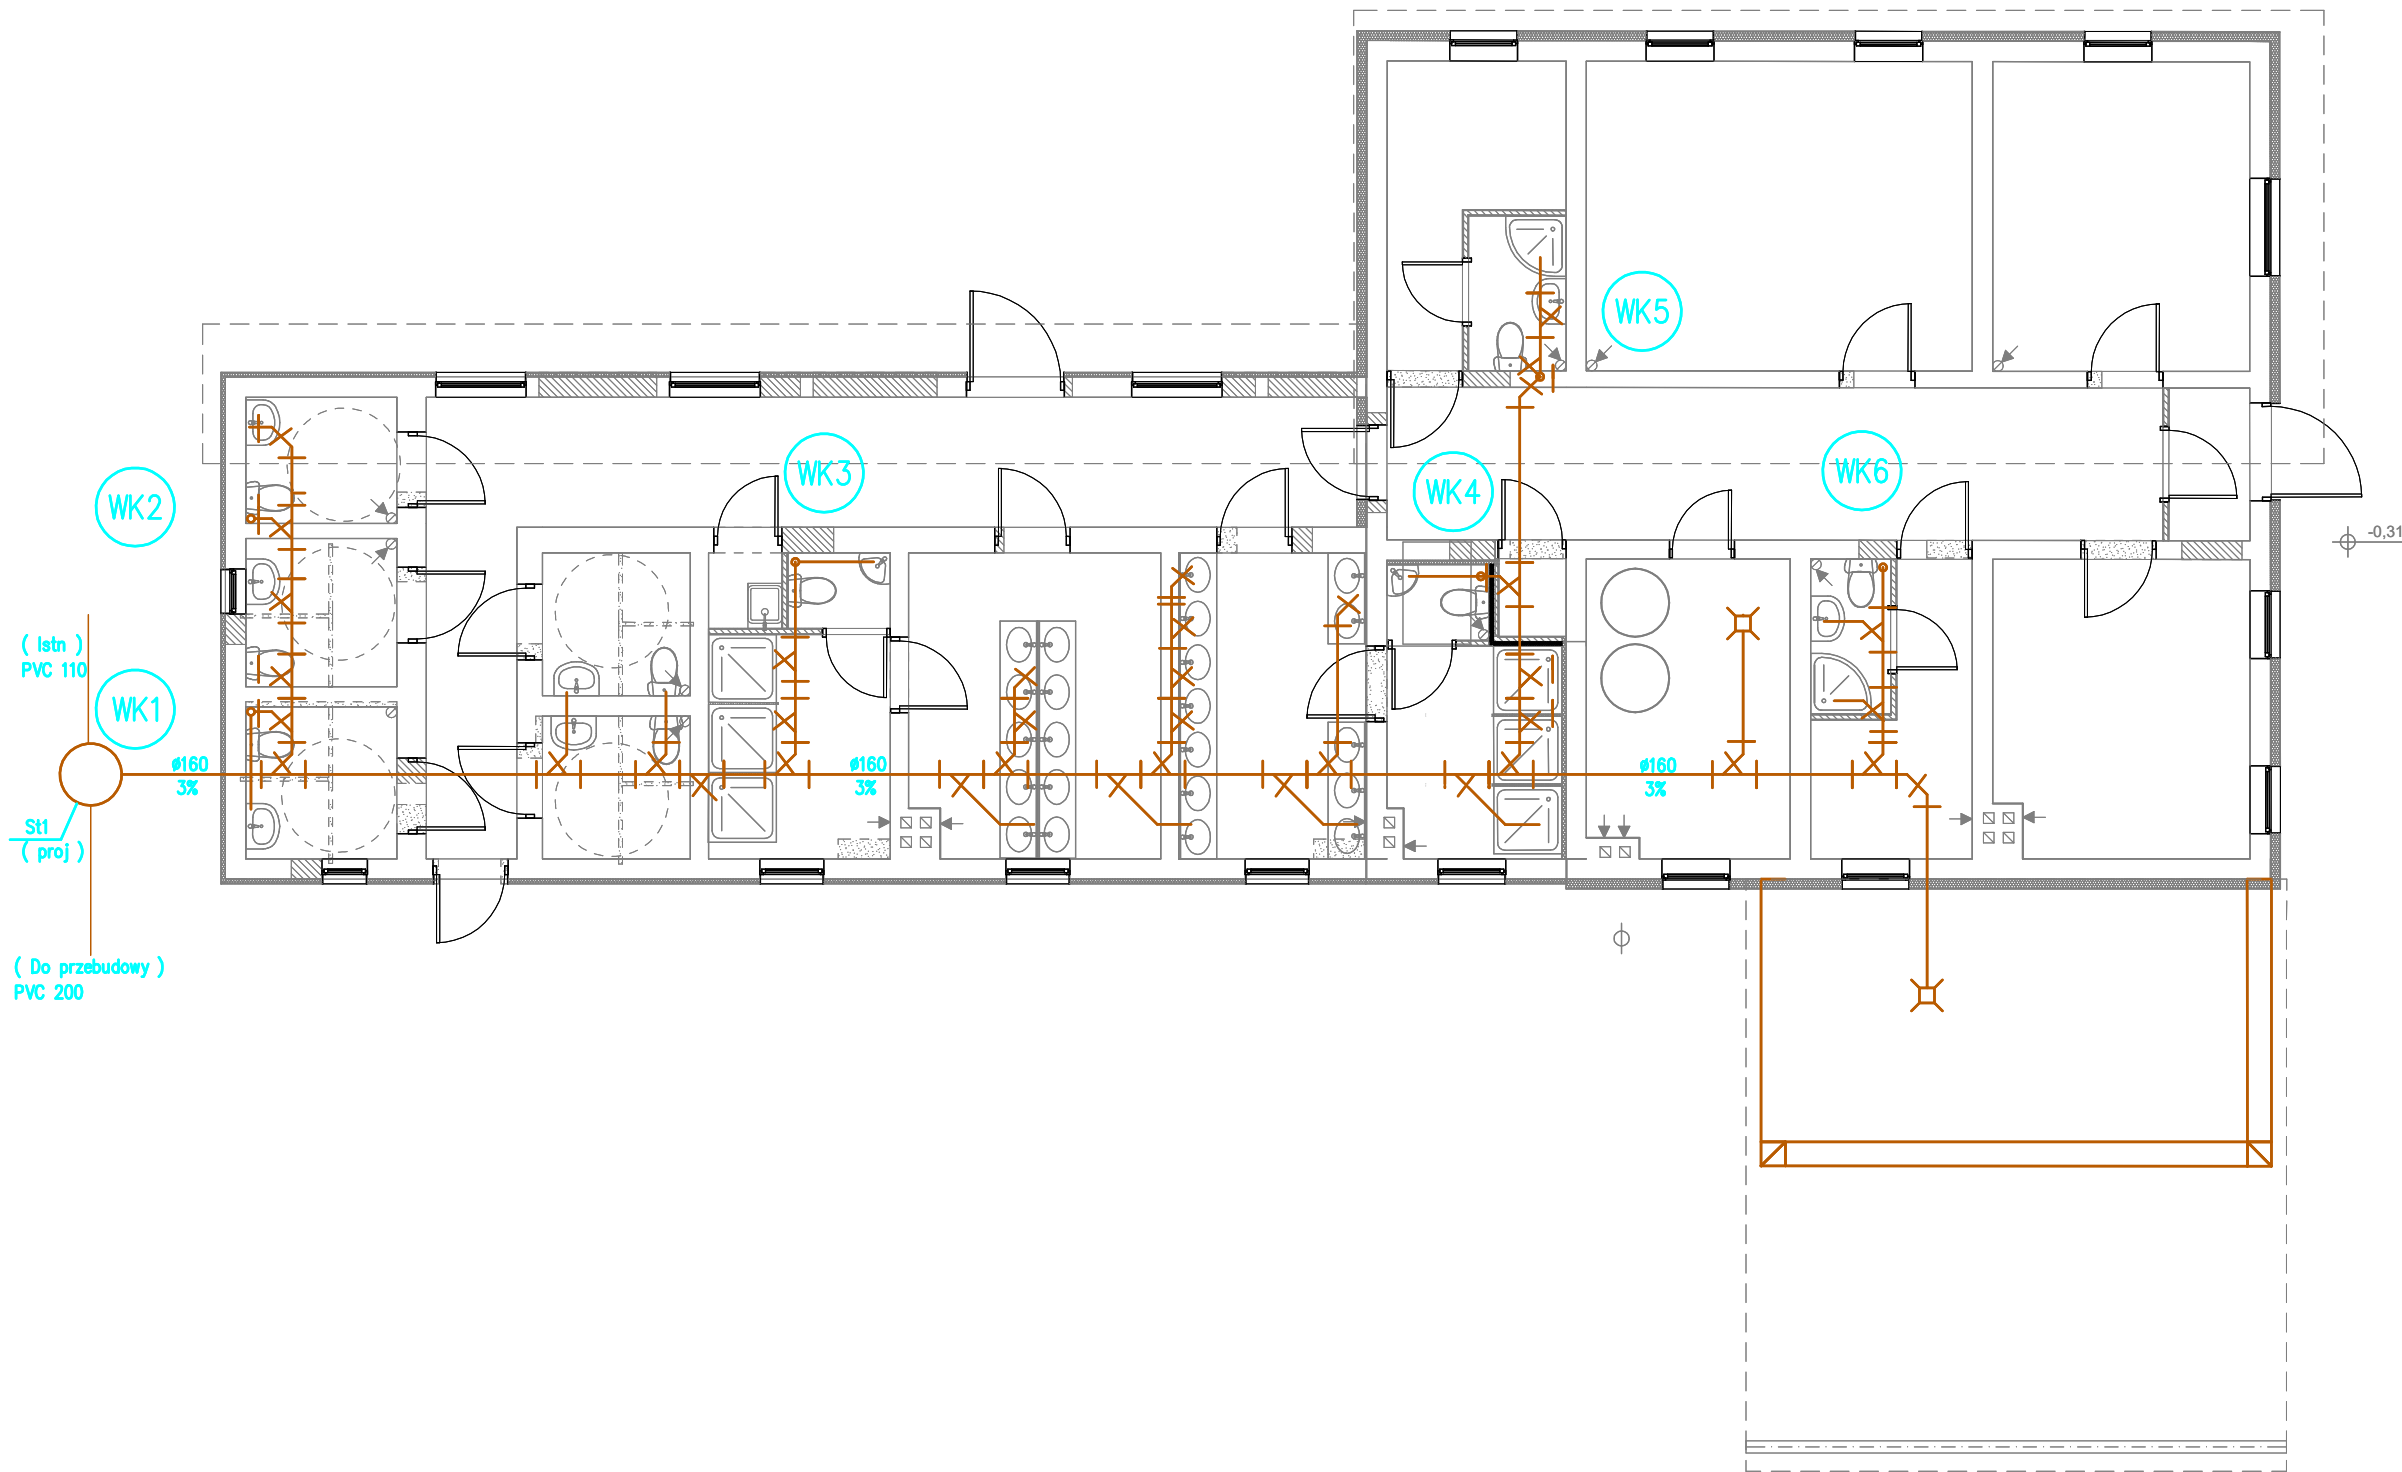 WK5
WK3
WK6
WK4
WK2
-0,31
( Istn )
PVC 110
WK1
ø160
3%
ø160
3%
ø160
3%
St1
( proj )
( Do przebudowy )
PVC 200